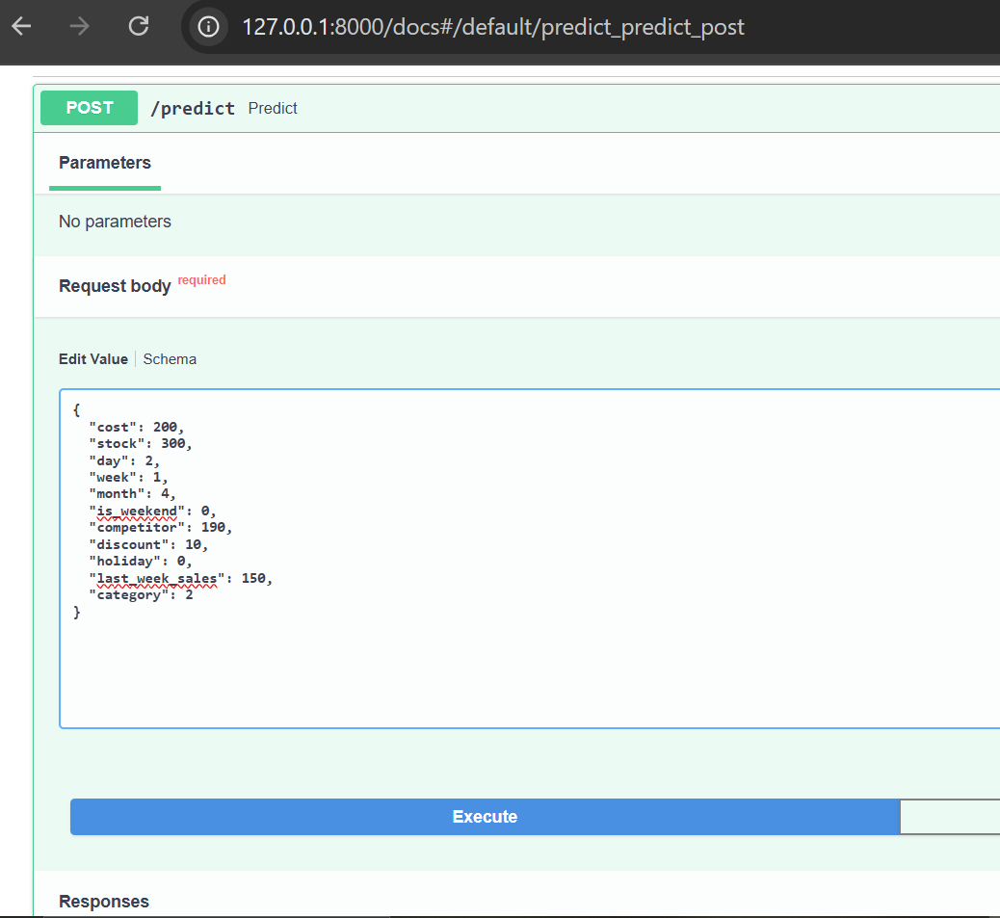 127.0.0.1:8000/docs#/default/predict_predict_post
POST /predict Predict
Parameters
No parameters
Request body required
Edit Value Schema
{
  "cost": 200,
  "stock": 300,
  "day": 2,
  "week": 1,
  "month": 4,
  "is_weekend": 0,
  "competitor": 190,
  "discount": 10,
  "holiday": 0,
  "last_week_sales": 150,
  "category": 2
}
Execute
Responses